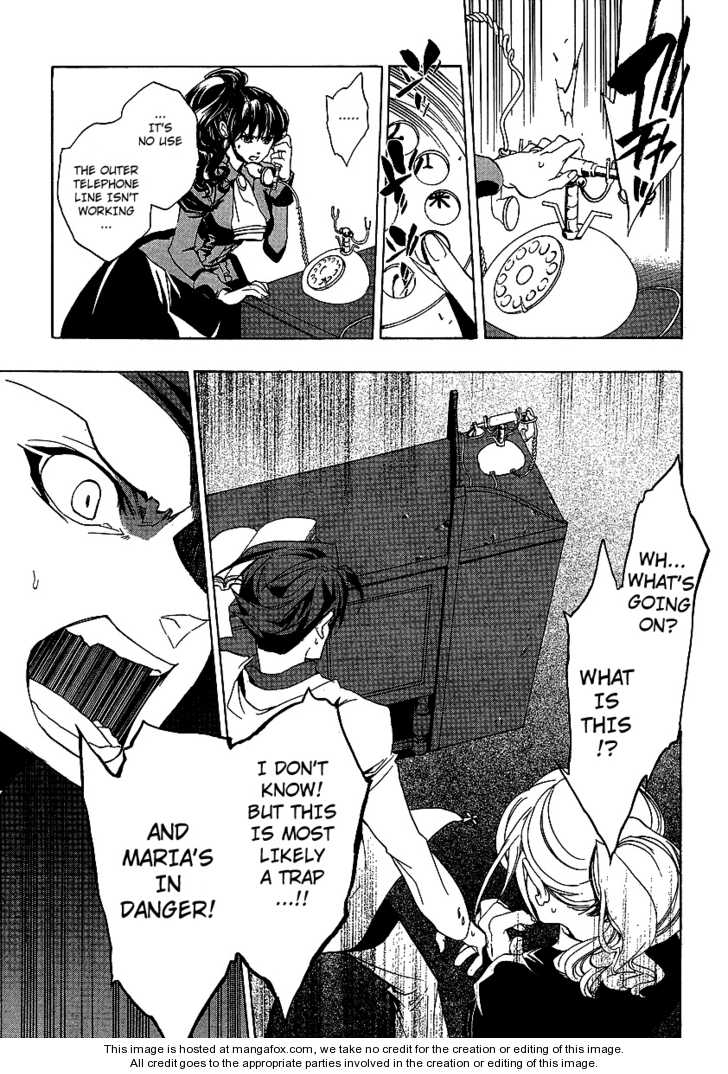 ......
...
IT'S
NO USE
THE OUTER
TELEPHONE
LINE ISN'T
WORKING
...
WH...
WHAT'S
GOING
ON?
WHAT
IS
THIS
!?
I DON'T
KNOW!
BUT THIS
IS MOST
LIKELY
A TRAP
...!!
AND
MARIA'S
IN
DANGER!
This image is hosted at mangafox.com, we take no credit for the creation or editing of this image.
All credit goes to the appropriate parties involved in the creation or editing of this image.